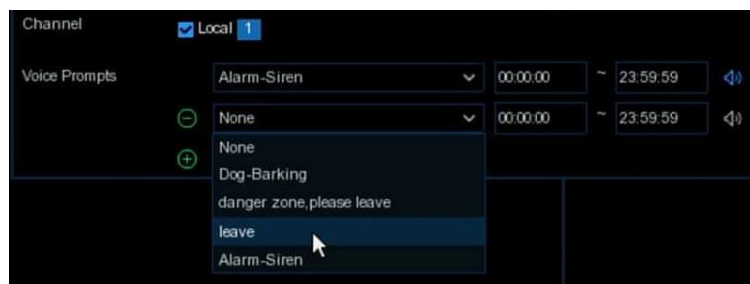 Channel Local 1
Voice Prompts Alarm-Siren 00:00:00 ~ 23:59:59
None 00:00:00 ~ 23:59:59
None
Dog-Barking
danger zone,please leave
leave
Alarm-Siren